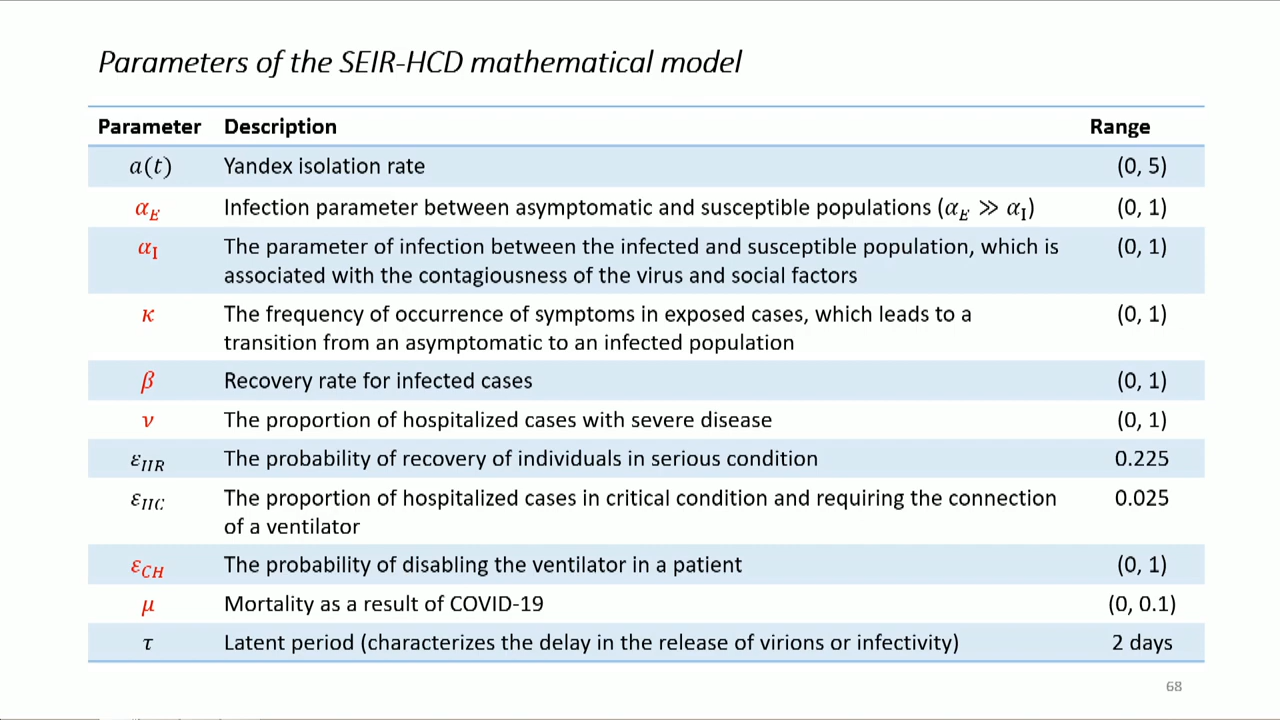 Parameters of the SEIR-HCD mathematical model
Parameter Description Range
a(t) Yandex isolation rate (0, 5)
α_E Infection parameter between asymptomatic and susceptible populations (α_E ≫ α_I) (0, 1)
α_I The parameter of infection between the infected and susceptible population, which is (0, 1)
associated with the contagiousness of the virus and social factors
κ The frequency of occurrence of symptoms in exposed cases, which leads to a (0, 1)
transition from an asymptomatic to an infected population
β Recovery rate for infected cases (0, 1)
ν The proportion of hospitalized cases with severe disease (0, 1)
ε_HR The probability of recovery of individuals in serious condition 0.225
ε_HC The proportion of hospitalized cases in critical condition and requiring the connection 0.025
of a ventilator
ε_CH The probability of disabling the ventilator in a patient (0, 1)
μ Mortality as a result of COVID-19 (0, 0.1)
τ Latent period (characterizes the delay in the release of virions or infectivity) 2 days
68